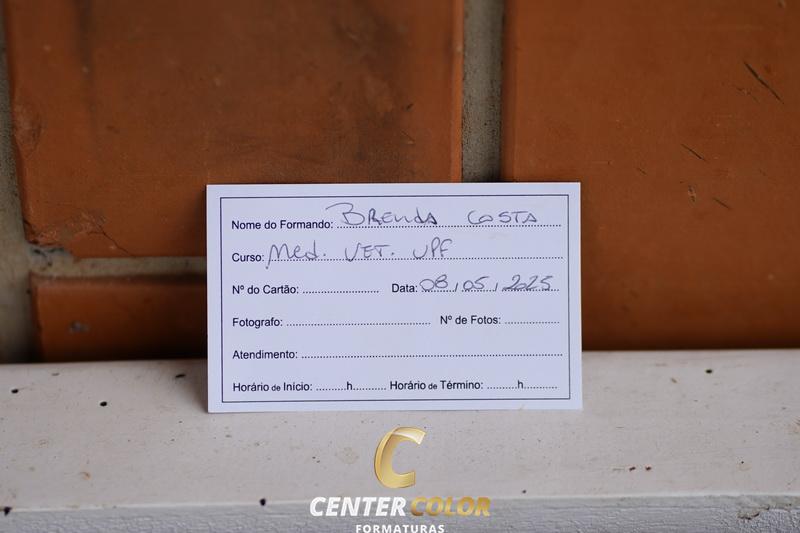 Nome do Formando: BRENDA COSTA
Curso: Med. VET. UPF
Nº do Cartão: .......................... Data: 08 / 05 / 2025
Fotografo: .................................................. Nº de Fotos: ...................
Atendimento: ..........................................................................................
Horário de Início: .........h.......... Horário de Término: .........h..........
C
CENTER COLOR
FORMATURAS